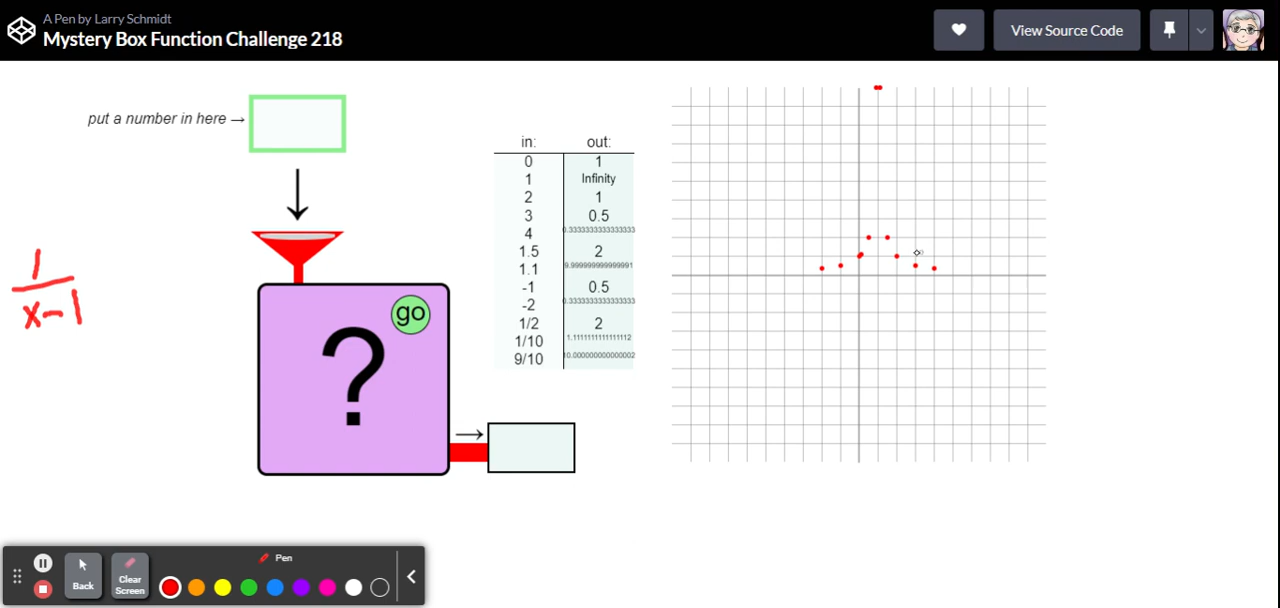 A Pen by Larry Schmidt
Mystery Box Function Challenge 218
View Source Code
put a number in here →
in: out:
0 1
1 Infinity
2 1
3 0.5
4 0.3333333333333333
1.5 2
1.1 9.999999999999991
-1 0.5
-2 0.3333333333333333
1/2 2
1/10 1.1111111111111112
9/10 10.000000000000002
1
x-1
go
?
→
Pen
Back
Clear
Screen